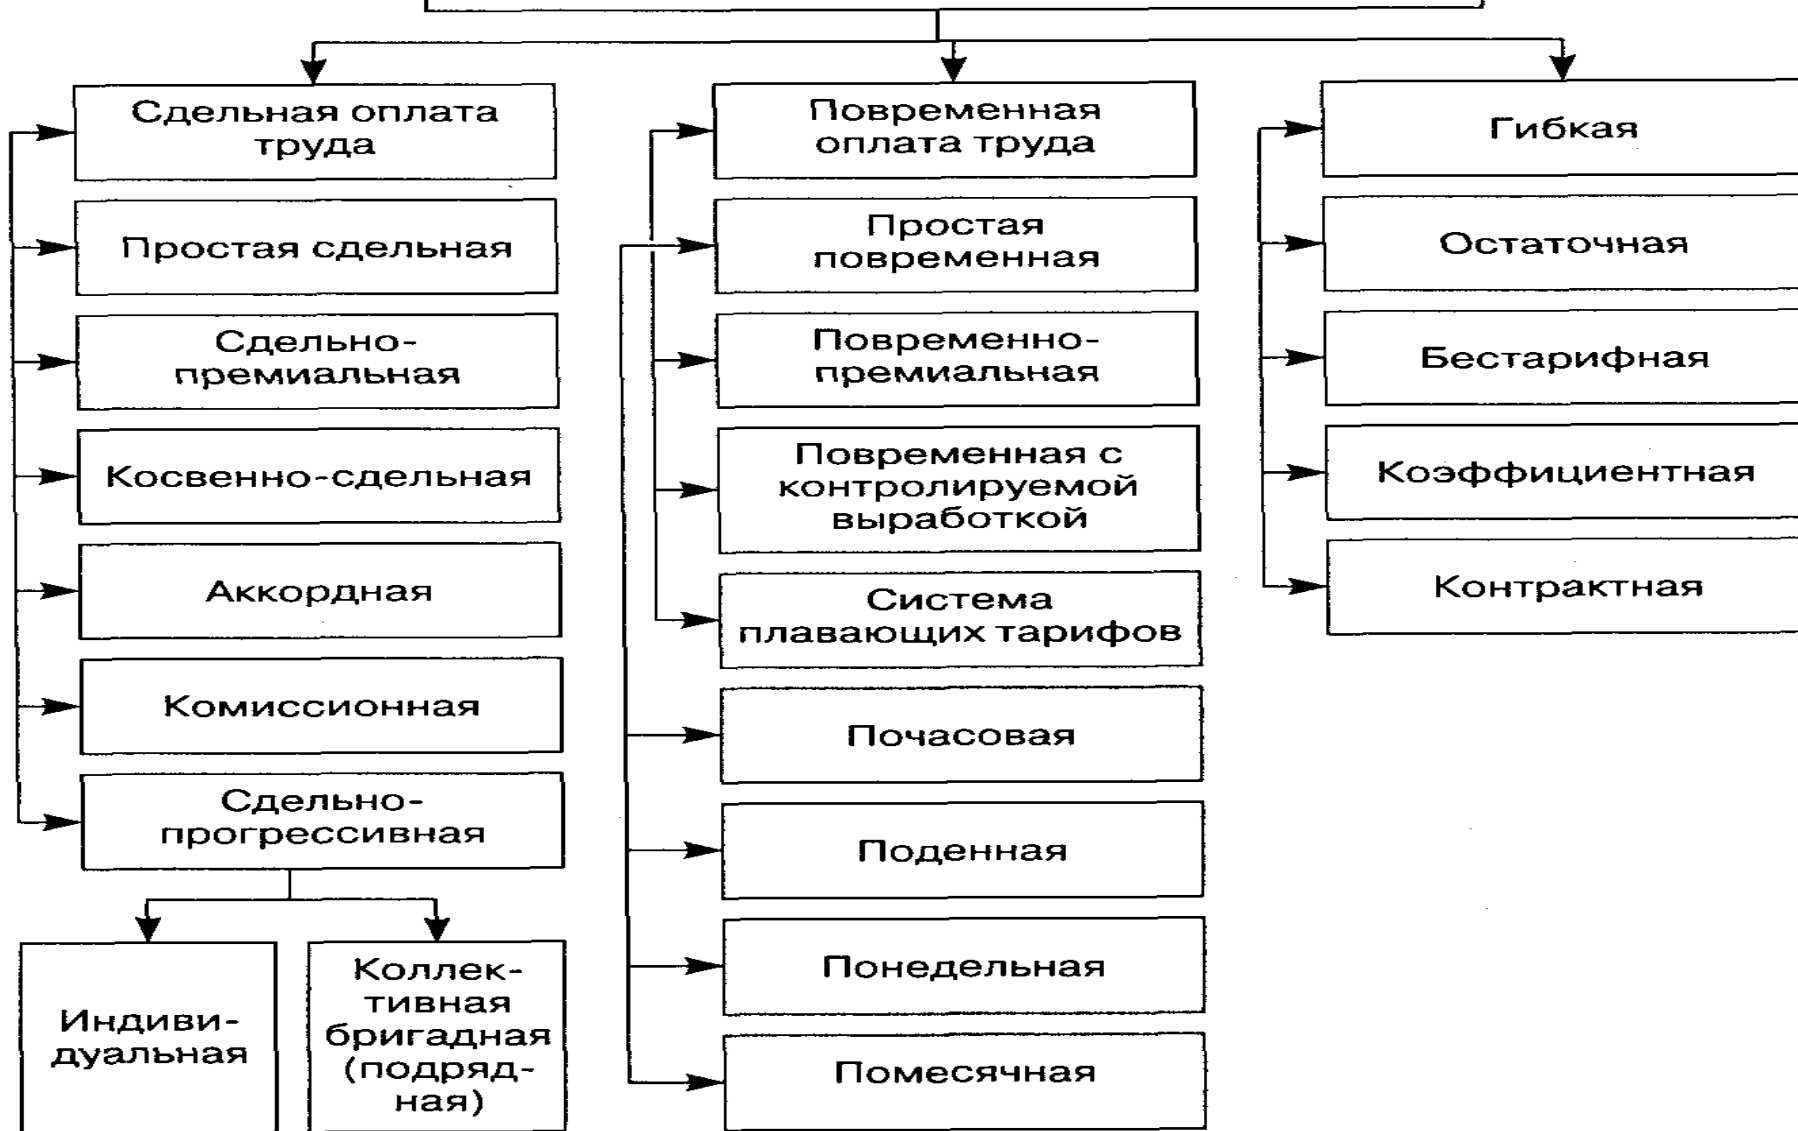 Сдельная оплата
труда
Простая сдельная
Сдельно-
премиальная
Косвенно-сдельная
Аккордная
Комиссионная
Сдельно-
прогрессивная
Индиви-
дуальная
Коллек-
тивная
бригадная
(подряд-
ная)
Повременная
оплата труда
Простая
повременная
Повременно-
премиальная
Повременная с
контролируемой
выработкой
Система
плавающих тарифов
Почасовая
Поденная
Понедельная
Помесячная
Гибкая
Остаточная
Бестарифная
Коэффициентная
Контрактная